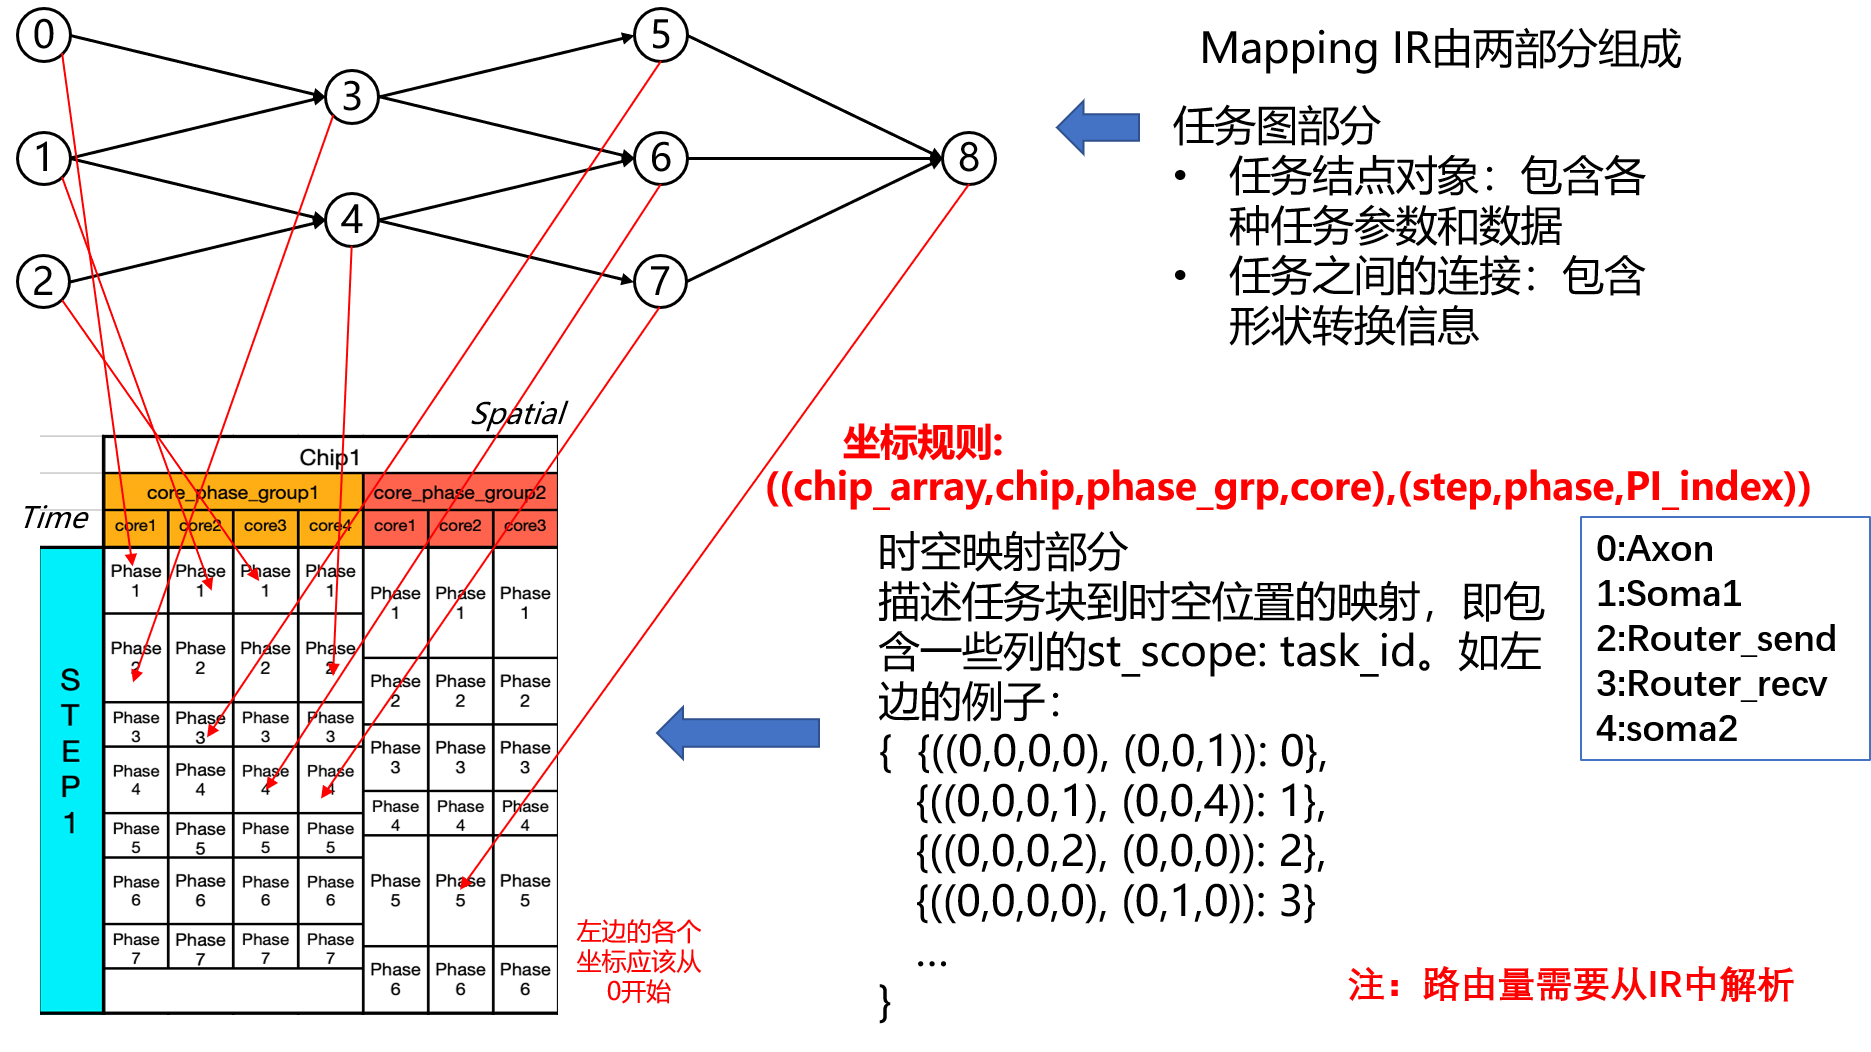 0
5
3
1
6
8
4
2
7
Mapping IR由两部分组成
任务图部分
• 任务结点对象：包含各
种任务参数和数据
• 任务之间的连接：包含
形状转换信息
Spatial
Time
Chip1
core_phase_group1 core_phase_group2
core1 core2 core3 core4 core1 core2 core3
STEP1
Phase 1 Phase 1 Phase 1 Phase 1 Phase 1 Phase 1 Phase 1
Phase 2 Phase 2 Phase 2 Phase 2 Phase 2 Phase 2 Phase 2
Phase 3 Phase 3 Phase 3 Phase 3 Phase 3 Phase 3 Phase 3
Phase 4 Phase 4 Phase 4 Phase 4 Phase 4 Phase 4 Phase 4
Phase 5 Phase 5 Phase 5 Phase 5 Phase 5 Phase 5 Phase 5
Phase 6 Phase 6 Phase 6 Phase 6 Phase 6 Phase 6 Phase 6
Phase 7 Phase 7 Phase 7 Phase 7
左边的各个
坐标应该从
0开始
坐标规则:
((chip_array,chip,phase_grp,core),(step,phase,PI_index))
时空映射部分
描述任务块到时空位置的映射，即包
含一些列的st_scope: task_id。如左
边的例子：
{ {((0,0,0,0), (0,0,1)): 0},
{((0,0,0,1), (0,0,4)): 1},
{((0,0,0,2), (0,0,0)): 2},
{((0,0,0,0), (0,1,0)): 3}
...
}
0:Axon
1:Soma1
2:Router_send
3:Router_recv
4:soma2
注：路由量需要从IR中解析